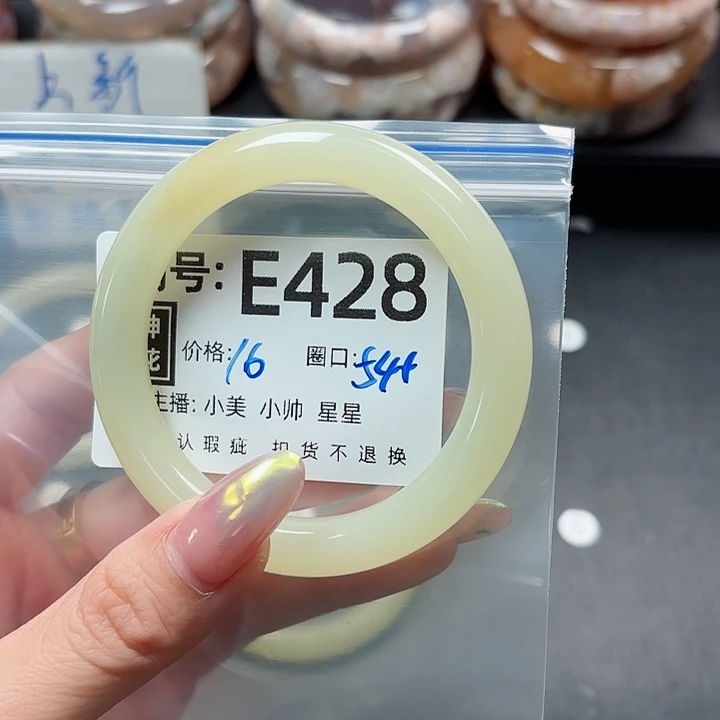 上新
号: E428
价格: 16 圈口: 54+
主播: 小美 小帅 星星
认瑕疵 扣货不退换